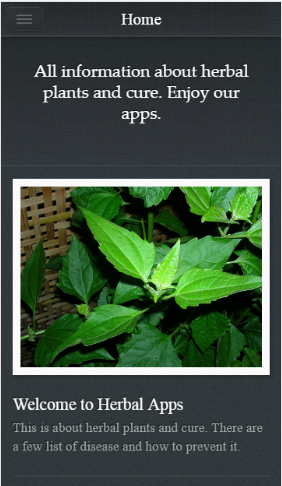 Home
All information about herbal
plants and cure. Enjoy our
apps.
Welcome to Herbal Apps
This is about herbal plants and cure. There are
a few list of disease and how to prevent it.